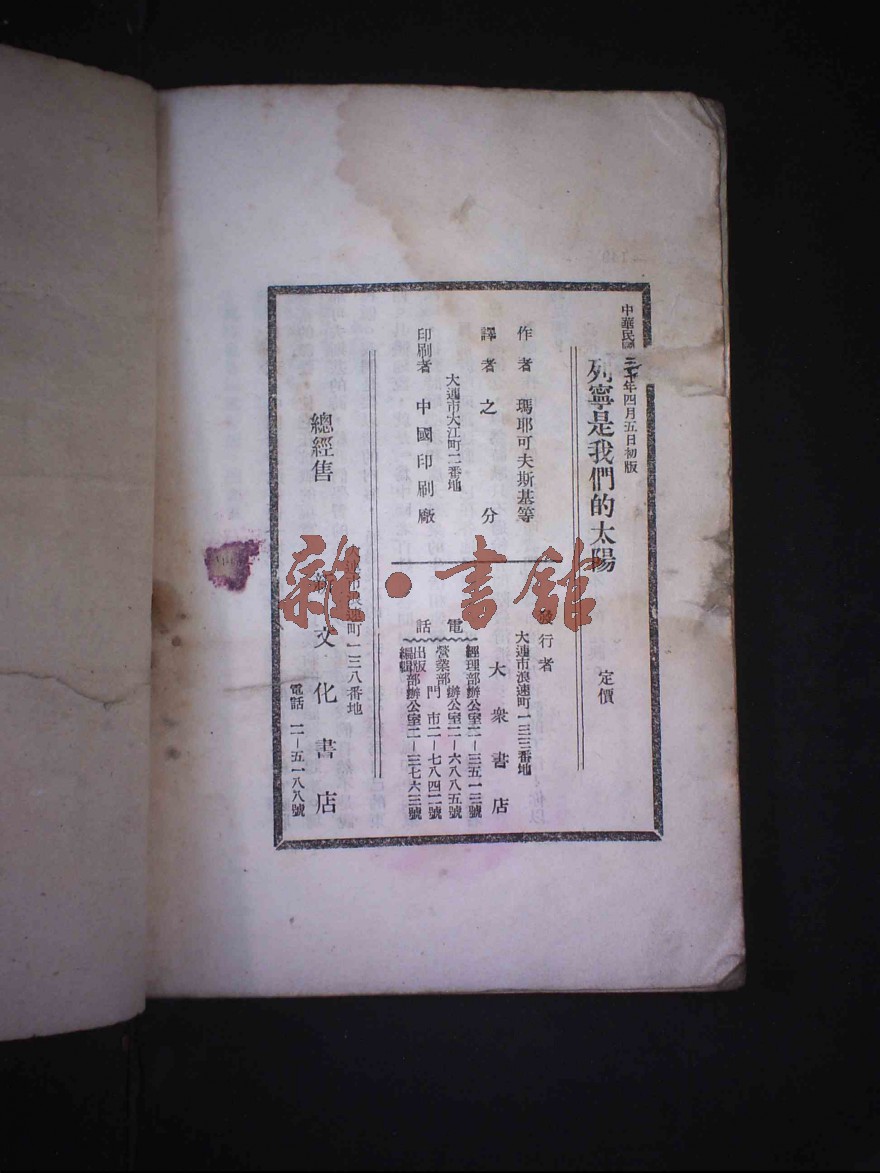 中華民國三十年四月五日初版
列寧是我們的太陽
定價
作者 瑪耶可夫斯基等
譯者 之分
大連市大江町二番地
印刷者 中國印刷廠
發行者
大連市浪速町一三三番地
大衆書店
電話
經理部辦公室二—三五一三號
營業部 辦公室二—六八八五號
門市二—七八四二號
出版部
編輯部 辦公室二—三七六三號
總經售
町一三八番地
文化書店
電話 二—五一八八號
雜·書館